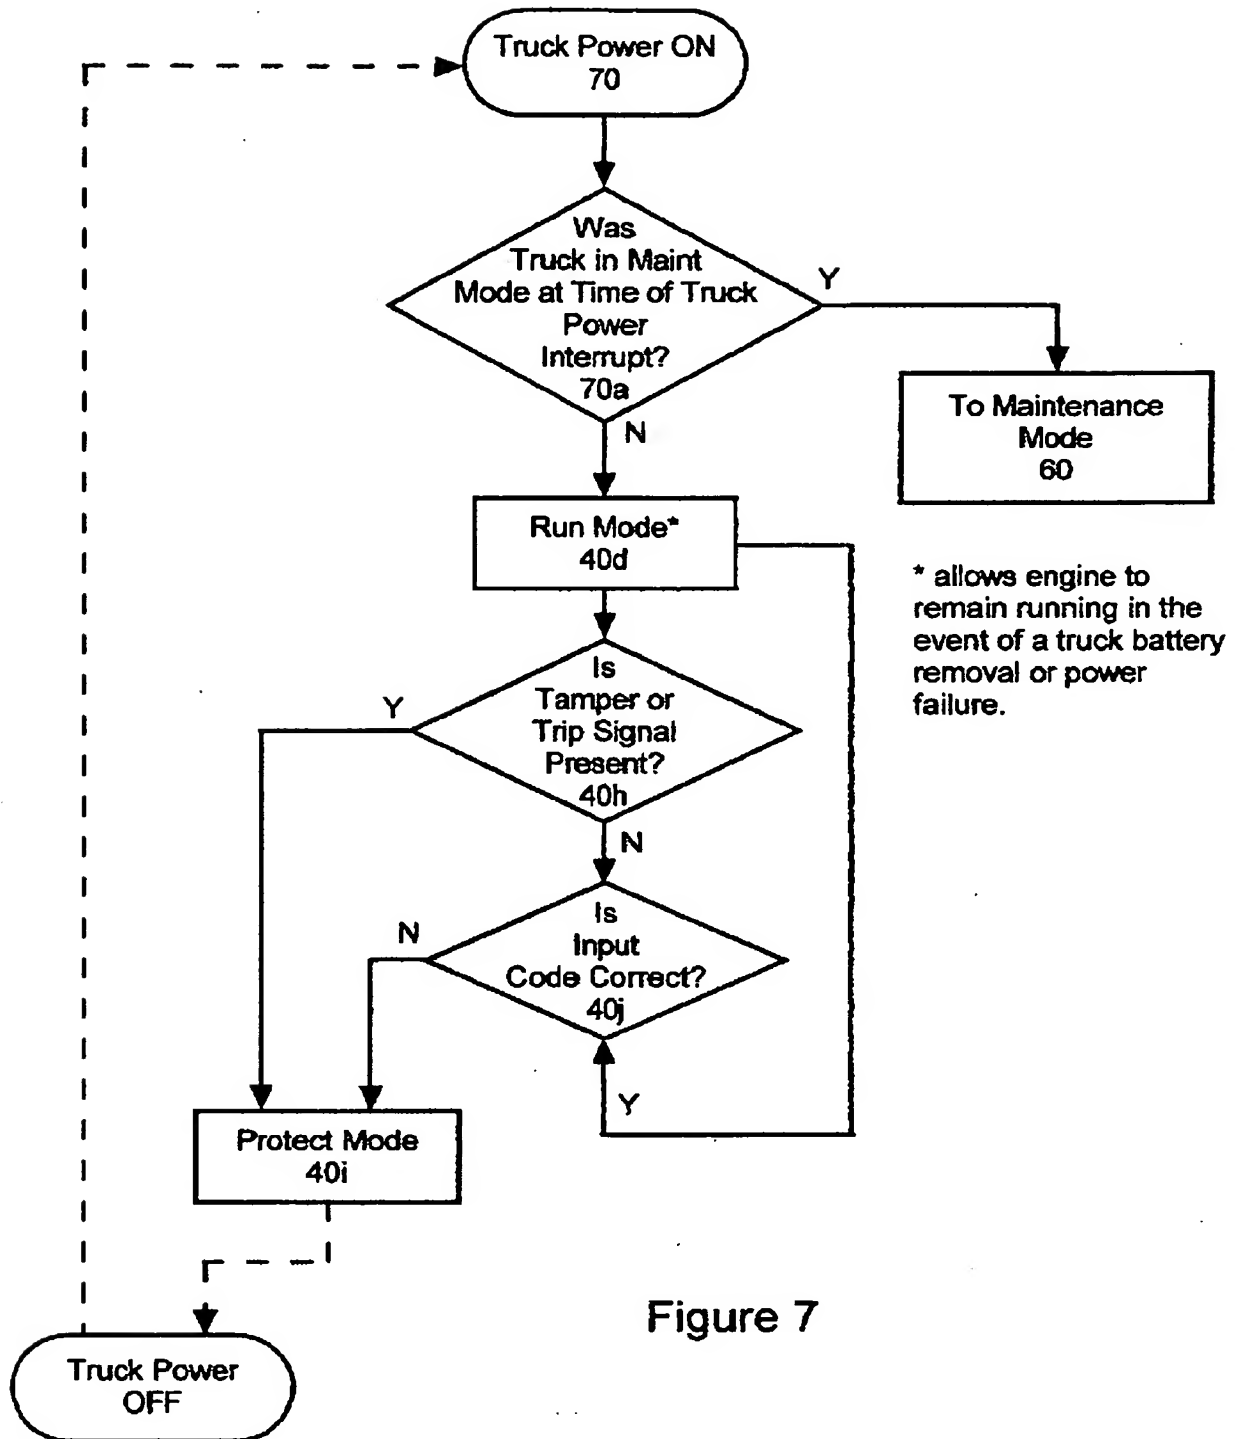 Truck Power ON
70
Was
Truck in Maint
Mode at Time of Truck
Power
Interrupt?
70a
Y
To Maintenance
Mode
60
N
Run Mode*
40d
* allows engine to
remain running in the
event of a truck battery
removal or power
failure.
Is
Tamper or
Trip Signal
Present?
40h
Y
N
Is
Input
Code Correct?
40j
N
Y
Protect Mode
40i
Truck Power
OFF
Figure 7